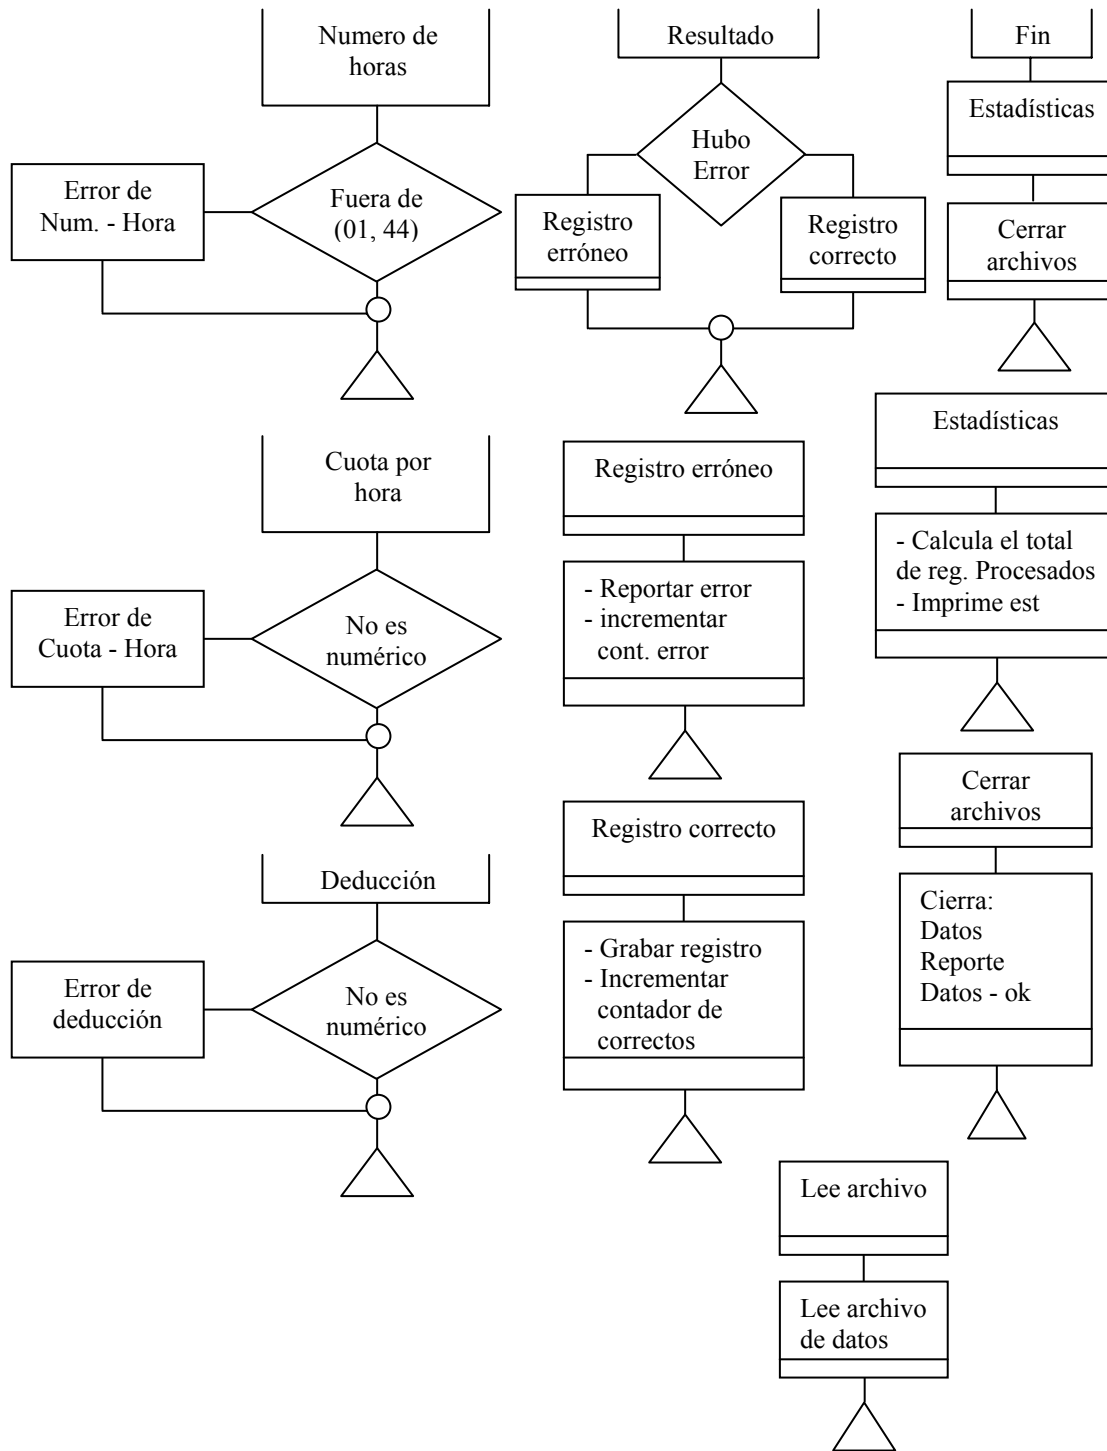 Numero de
horas
Fuera de
(01, 44)
Error de
Num. - Hora
Cuota por
hora
No es
numérico
Error de
Cuota - Hora
Deducción
No es
numérico
Error de
deducción
Resultado
Hubo
Error
Registro
erróneo
Registro
correcto
Registro erróneo
- Reportar error
- incrementar
cont. error
Registro correcto
- Grabar registro
- Incrementar
contador de
correctos
Fin
Estadísticas
Cerrar
archivos
Estadísticas
- Calcula el total
de reg. Procesados
- Imprime est
Cerrar
archivos
Cierra:
Datos
Reporte
Datos - ok
Lee archivo
Lee archivo
de datos